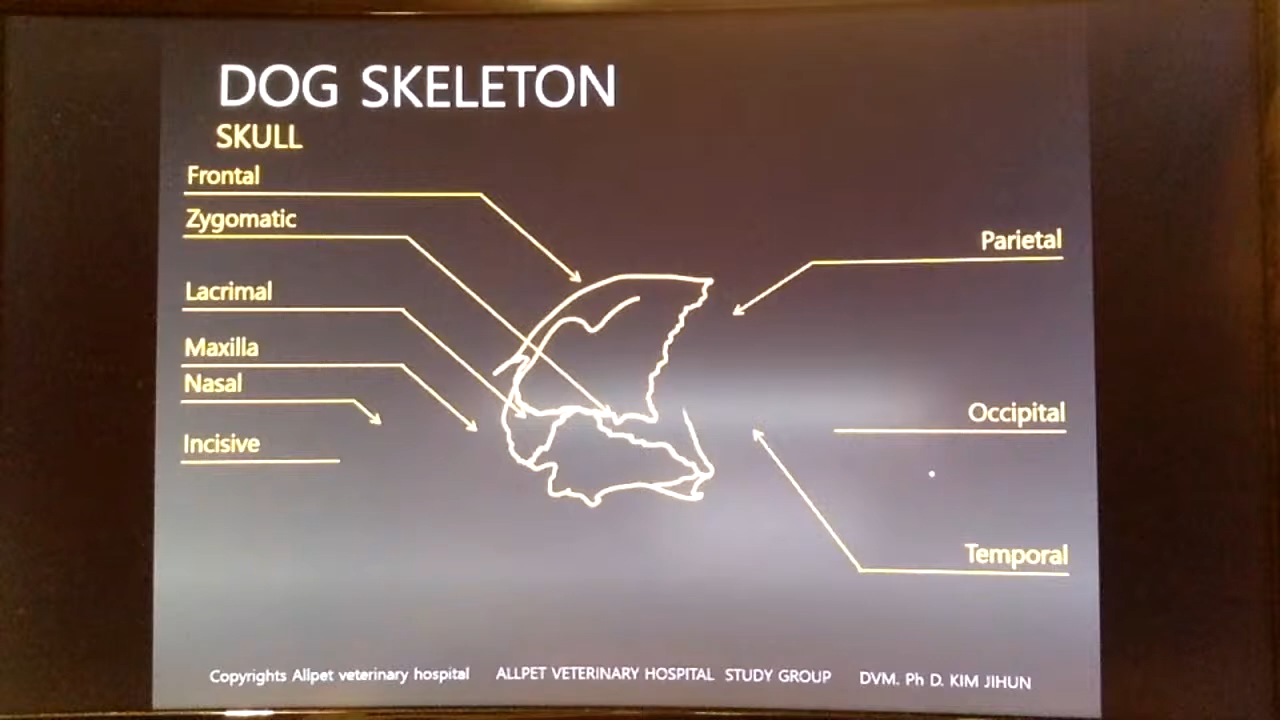 DOG SKELETON
SKULL
Frontal
Zygomatic
Lacrimal
Maxilla
Nasal
Incisive
Parietal
Occipital
Temporal
Copyrights Allpet veterinary hospital ALLPET VETERINARY HOSPITAL STUDY GROUP DVM. Ph D. KIM JIHUN